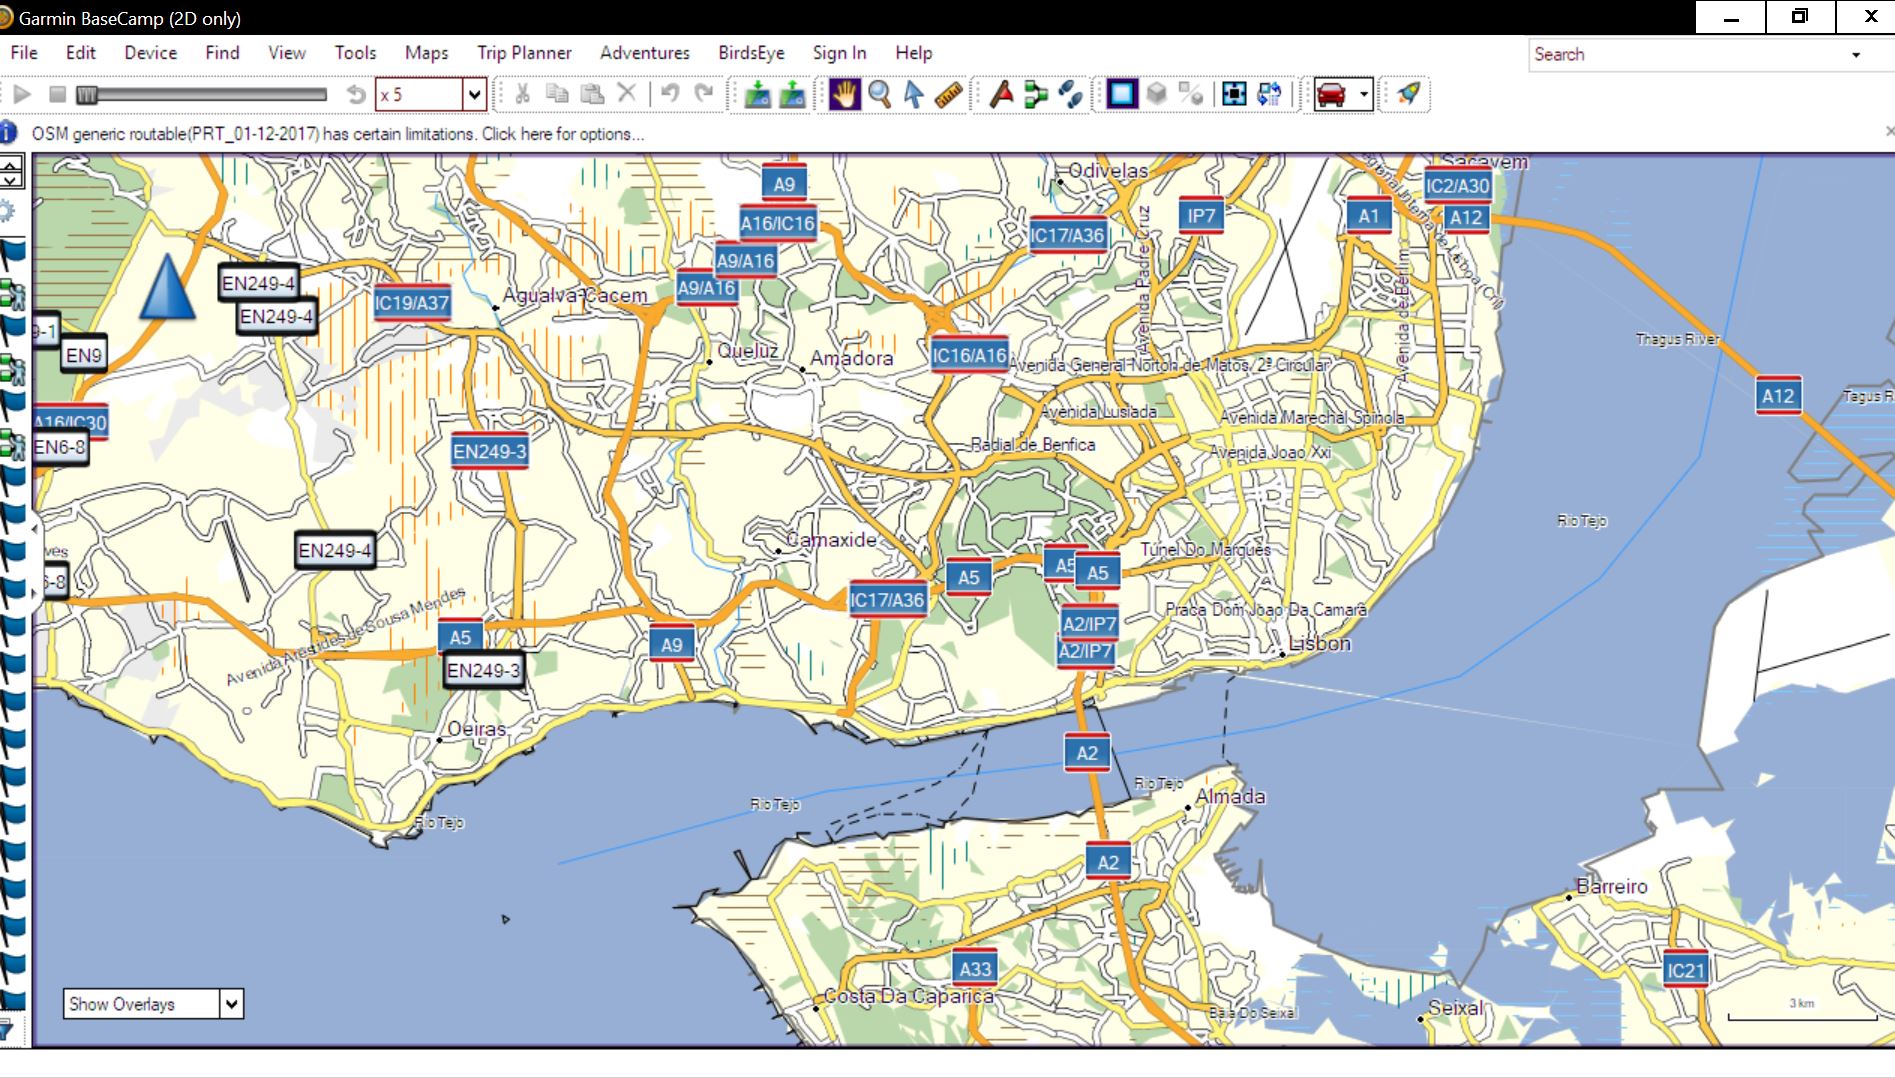 Garmin BaseCamp (2D only)
File Edit Device Find View Tools Maps Trip Planner Adventures BirdsEye Sign In Help
Search
x 5
OSM generic routable(PRT_01-12-2017) has certain limitations. Click here for options...
Sacavem
Odivelas
A9
IC2/A30
IP7
A1
A12
A16/IC16
IC17/A36
Avenida Padre Cruz
A9/A16
EN249-4
A9/A16
Agualva-Cacem
IC19/A37
EN249-4
Avenida de Berlim
9-1
EN9
Thagus River
Queluz
Amadora
IC16/A16
Avenida General Norton de Matos/ 2ª Circular
A12
Tagus R
A16/IC30
Avenida Lusiada
Avenida Marechal Spinola
EN6-8
EN249-3
Radial de Benfica
Avenida Joao Xxi
Rio Tejo
EN249-4
Carnaxide
Tunel Do Marques
ves
6-8
A5
A5
A5
IC17/A36
Avenida Aristides de Sousa Mendes
Praca Dom Joao Da Camara
A2/IP7
A5
A9
A2/IP7
Lisbon
EN249-3
Oeiras
A2
Rio Tejo
Almada
Rio Tejo
Rio Tejo
A2
Barreiro
A33
IC21
Costa Da Caparica
Show Overlays
Baia Do Seixal
Seixal
3 km